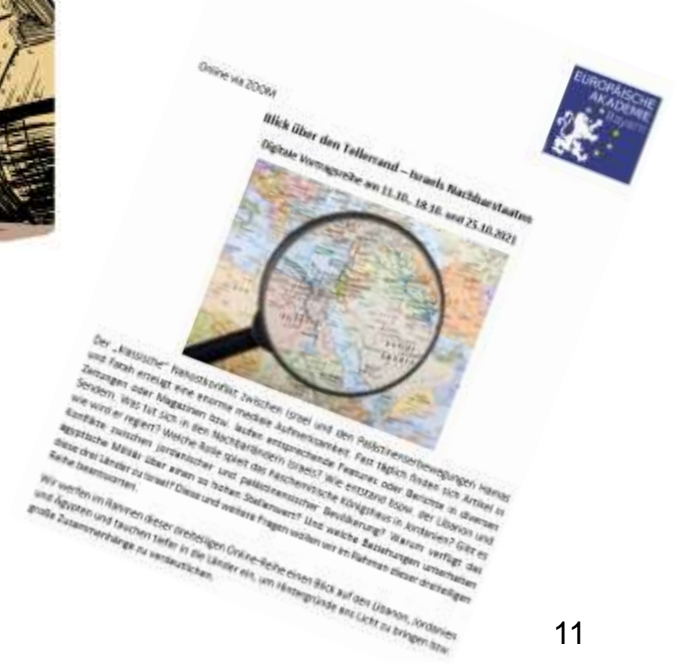 Online via ZOOM
EUROPÄISCHE
AKADEMIE
Bayern
Blick über den Tellerrand – Israels Nachbarstaaten
Digitale Vortragsreihe am 11.10., 18.10. und 25.10.2021
Der „klassische“ Nahostkonflikt zwischen Israel und den Palästinenserbewegungen Hamas
und Fatah erzeugt eine enorme mediale Aufmerksamkeit. Fast täglich finden sich Artikel in
Zeitungen oder Magazinen bzw. laufen entsprechende Features oder Berichte in diversen
Sendern. Was tut sich in den Nachbarländern Israels? Wie entstand bspw. der Libanon und
wie wird er regiert? Welche Rolle spielt das haschemitische Königshaus in Jordanien? Gibt es
Konflikte zwischen jordanischer und palästinensischer Bevölkerung? Warum verfügt das
ägyptische Militär über einen so hohen Stellenwert? Und welche Beziehungen unterhalten
diese drei Länder zu Israel? Diese und weitere Fragen wollen wir im Rahmen dieser dreiteiligen
Reihe beantworten.
Wir werfen im Rahmen dieser dreiteiligen Online-Reihe einen Blick auf den Libanon, Jordanien
und Ägypten und tauchen tiefer in die Länder ein, um Hintergründe ans Licht zu bringen bzw.
große Zusammenhänge zu verdeutlichen.
11